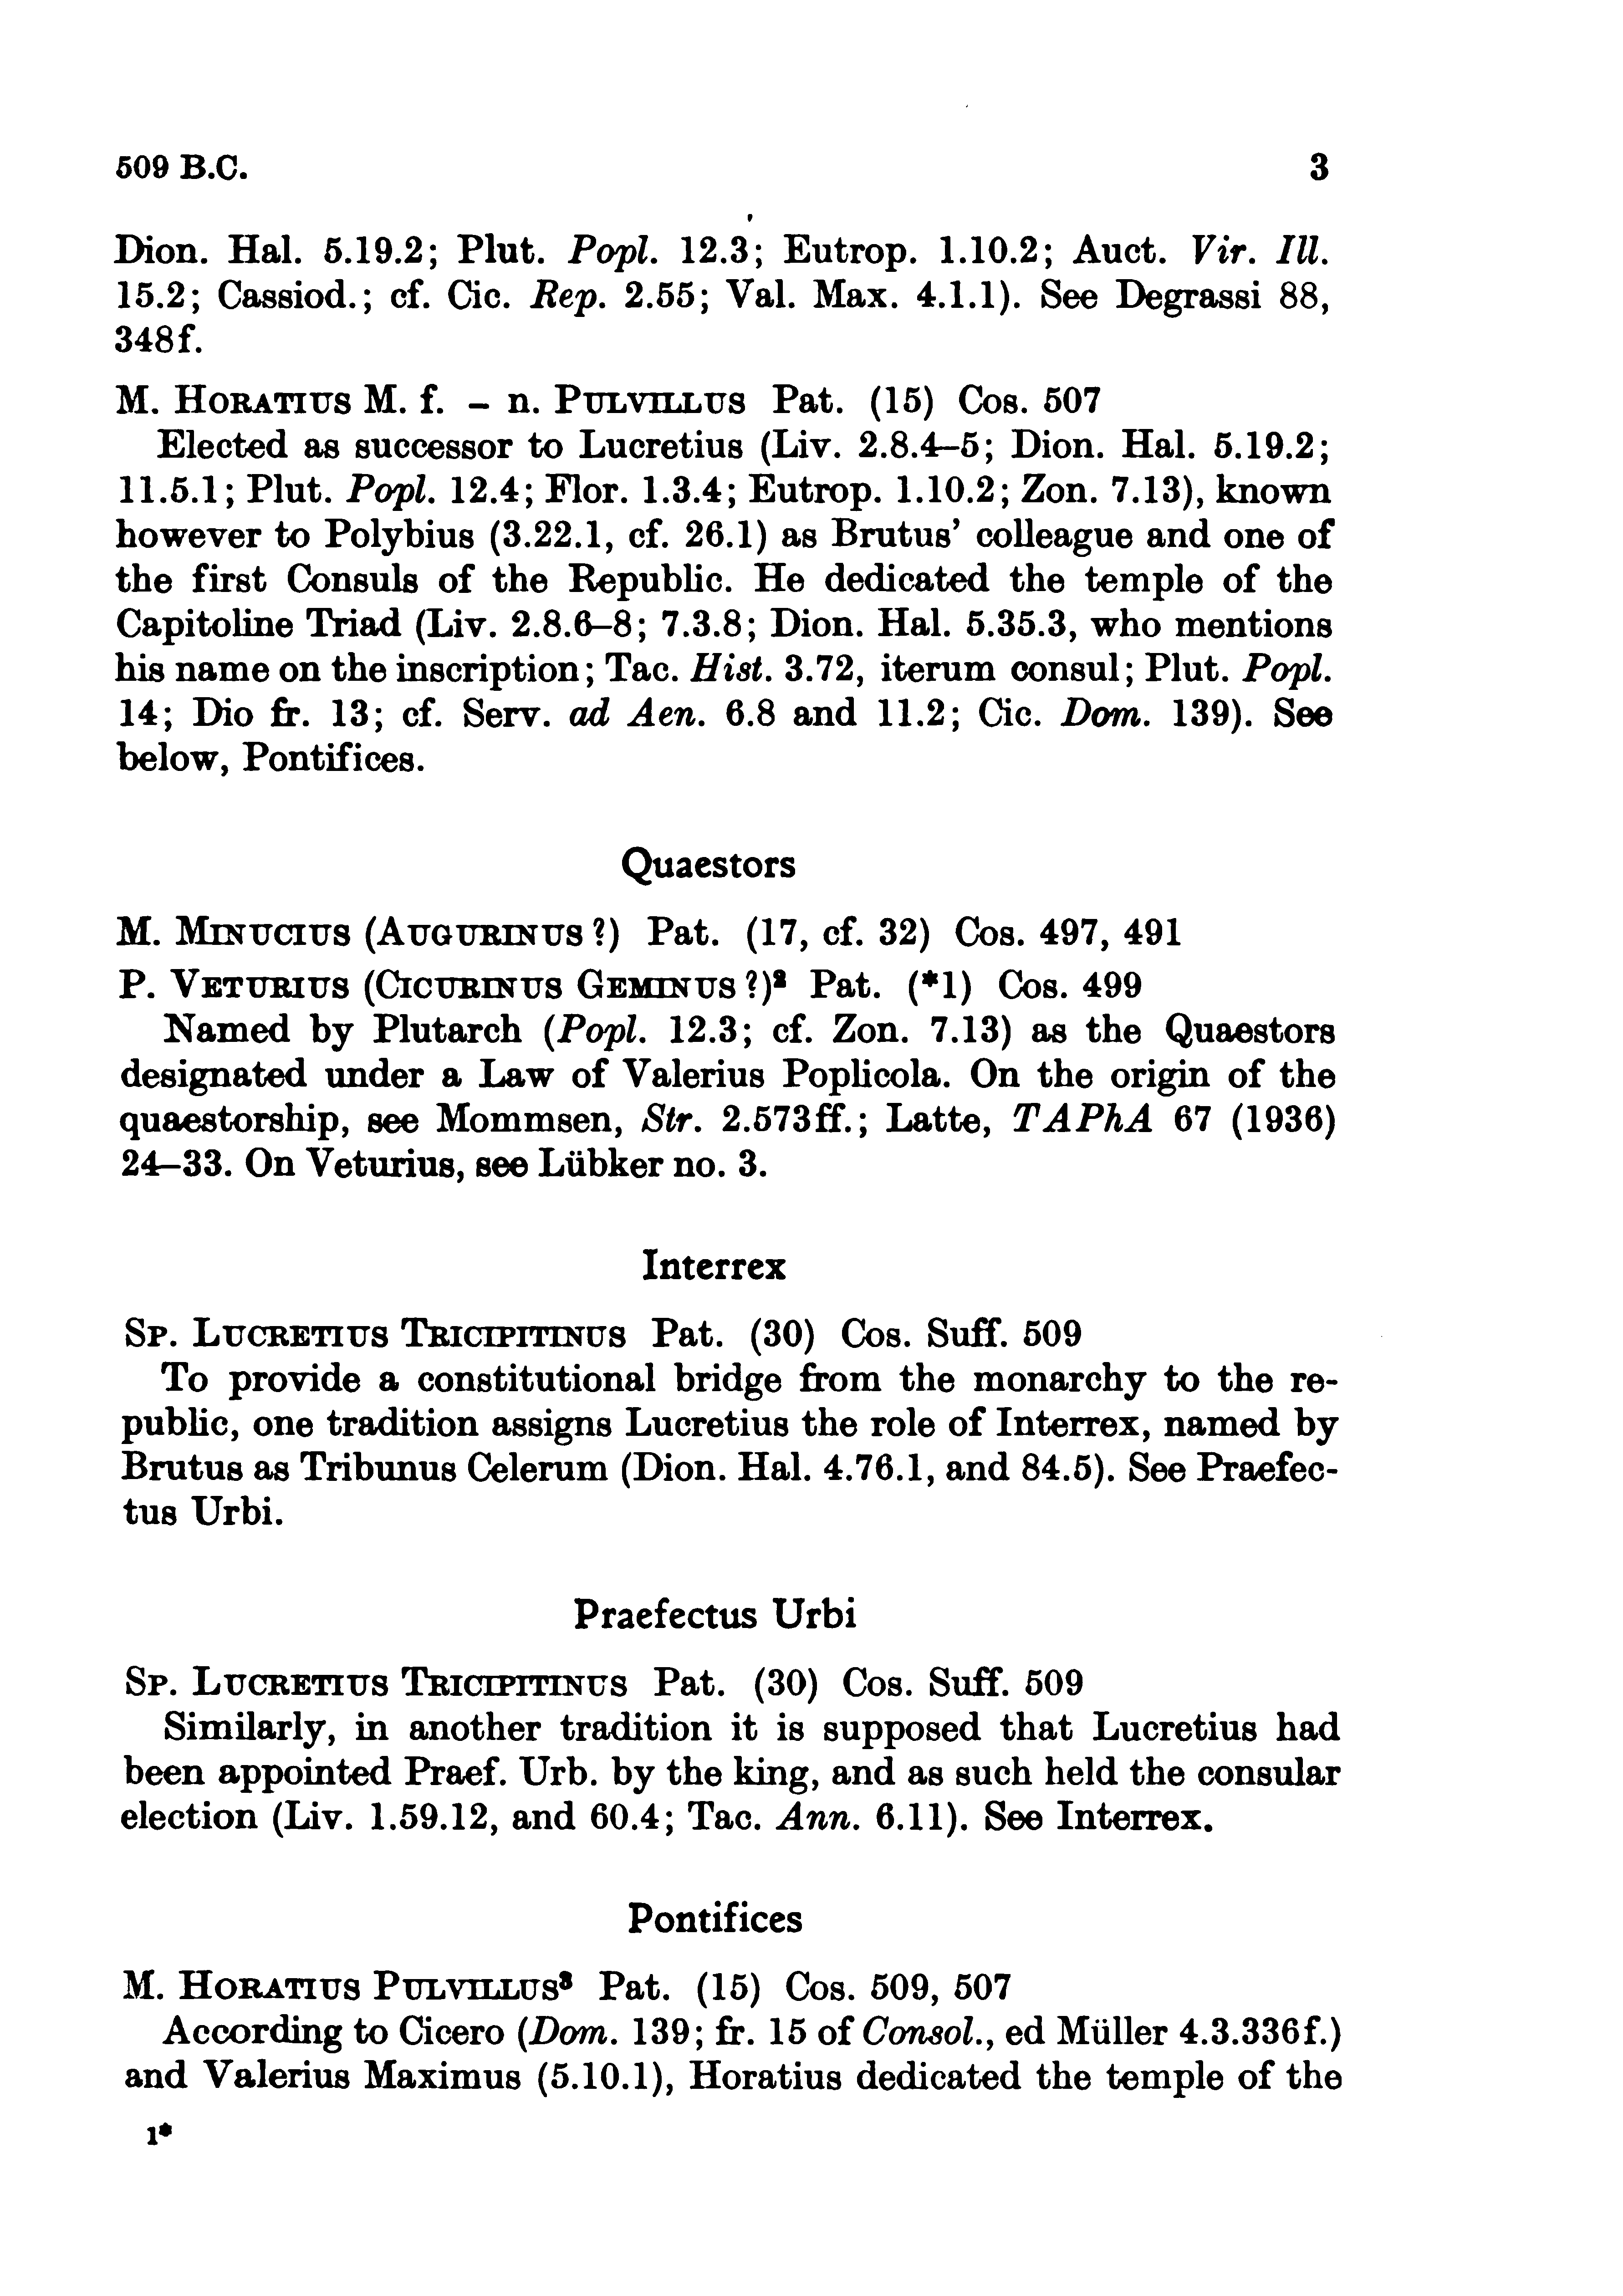 509 B.C. 3
Dion. Hal. 5.19.2; Plut. Popl. 12.3; Eutrop. 1.10.2; Auct. Vir. Ill.
15.2; Cassiod.; cf. Cic. Rep. 2.55; Val. Max. 4.1.1). See Degrassi 88,
348f.
M. HORATIUS M. f. – n. PULVILLUS Pat. (15) Cos. 507
Elected as successor to Lucretius (Liv. 2.8.4–5; Dion. Hal. 5.19.2;
11.5.1; Plut. Popl. 12.4; Flor. 1.3.4; Eutrop. 1.10.2; Zon. 7.13), known
however to Polybius (3.22.1, cf. 26.1) as Brutus’ colleague and one of
the first Consuls of the Republic. He dedicated the temple of the
Capitoline Triad (Liv. 2.8.6–8; 7.3.8; Dion. Hal. 5.35.3, who mentions
his name on the inscription; Tac. Hist. 3.72, iterum consul; Plut. Popl.
14; Dio fr. 13; cf. Serv. ad Aen. 6.8 and 11.2; Cic. Dom. 139). See
below, Pontifices.
Quaestors
M. MINUCIUS (AUGURINUS?) Pat. (17, cf. 32) Cos. 497, 491
P. VETURIUS (CICURINUS GEMINUS?)² Pat. (*1) Cos. 499
Named by Plutarch (Popl. 12.3; cf. Zon. 7.13) as the Quaestors
designated under a Law of Valerius Poplicola. On the origin of the
quaestorship, see Mommsen, Str. 2.573ff.; Latte, TAPhA 67 (1936)
24–33. On Veturius, see Lübker no. 3.
Interrex
SP. LUCRETIUS TRICIPITINUS Pat. (30) Cos. Suff. 509
To provide a constitutional bridge from the monarchy to the re-
public, one tradition assigns Lucretius the role of Interrex, named by
Brutus as Tribunus Celerum (Dion. Hal. 4.76.1, and 84.5). See Praefec-
tus Urbi.
Praefectus Urbi
SP. LUCRETIUS TRICIPITINUS Pat. (30) Cos. Suff. 509
Similarly, in another tradition it is supposed that Lucretius had
been appointed Praef. Urb. by the king, and as such held the consular
election (Liv. 1.59.12, and 60.4; Tac. Ann. 6.11). See Interrex.
Pontifices
M. HORATIUS PULVILLUS³ Pat. (15) Cos. 509, 507
According to Cicero (Dom. 139; fr. 15 of Consol., ed Müller 4.3.336f.)
and Valerius Maximus (5.10.1), Horatius dedicated the temple of the
1*